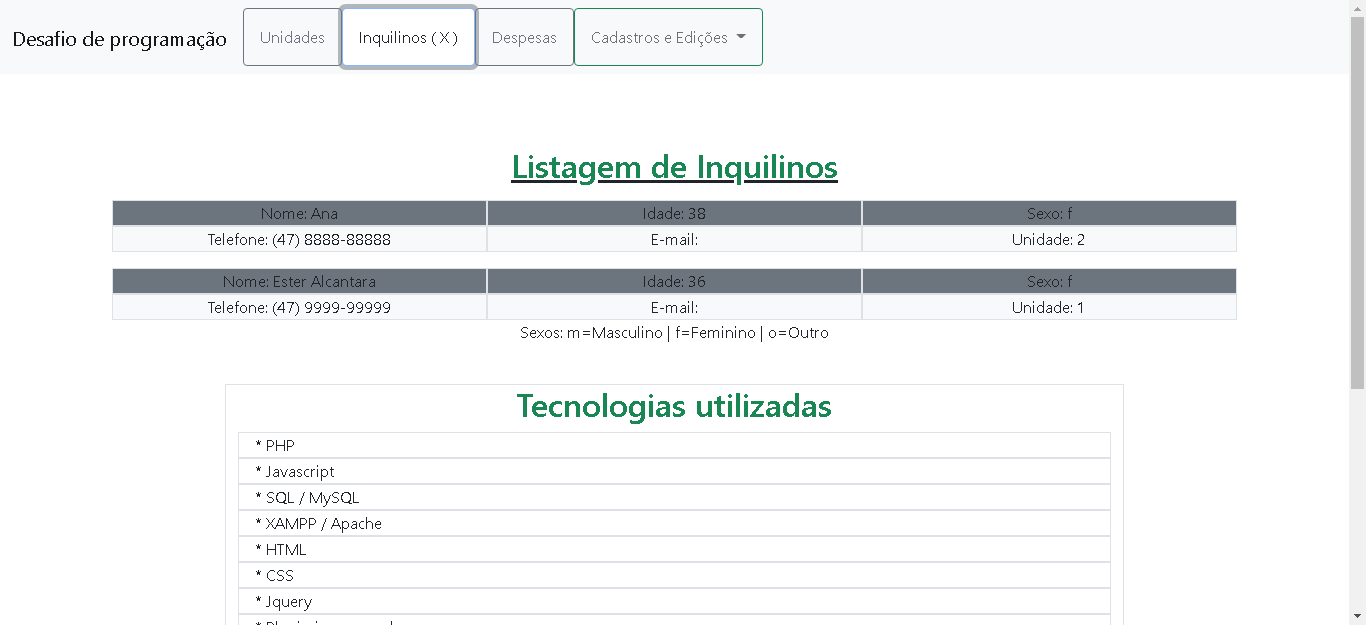 Desafio de programação Unidades Inquilinos ( X ) Despesas Cadastros e Edições
Listagem de Inquilinos
Nome: Ana Idade: 38 Sexo: f
Telefone: (47) 8888-88888 E-mail: Unidade: 2
Nome: Ester Alcantara Idade: 36 Sexo: f
Telefone: (47) 9999-99999 E-mail: Unidade: 1
Sexos: m=Masculino | f=Feminino | o=Outro
Tecnologias utilizadas
* PHP
* Javascript
* SQL / MySQL
* XAMPP / Apache
* HTML
* CSS
* Jquery